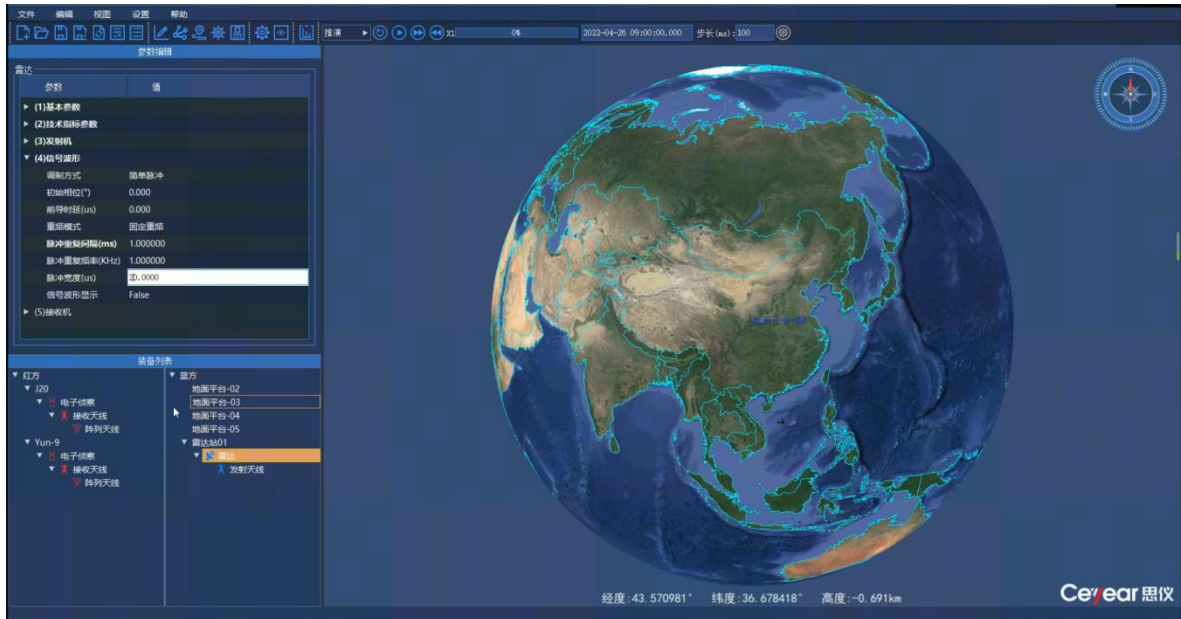 文件 编辑 视图 设置 帮助
推演 X1 0% 2022-04-26 09:00:00.000 步长(ms):100
参数编辑
雷达
参数 值
(1)基本参数
(2)技术指标参数
(3)发射机
(4)信号波形
调制方式 简单脉冲
初始相位(°) 0.000
前导时延(us) 0.000
重频模式 固定重频
脉冲重复间隔(ms) 1.000000
脉冲重复频率(KHz) 1.000000
脉冲宽度(us) 20.0000
信号波形显示 False
(5)接收机
装备列表
红方 蓝方
J20 地面平台-02
电子侦察 地面平台-03
接收天线 地面平台-04
阵列天线 地面平台-05
Yun-9 雷达站01
电子侦察 雷达
接收天线 发射天线
阵列天线
经度:43.570981° 纬度:36.678418° 高度:-0.691km
Ceyear 思仪